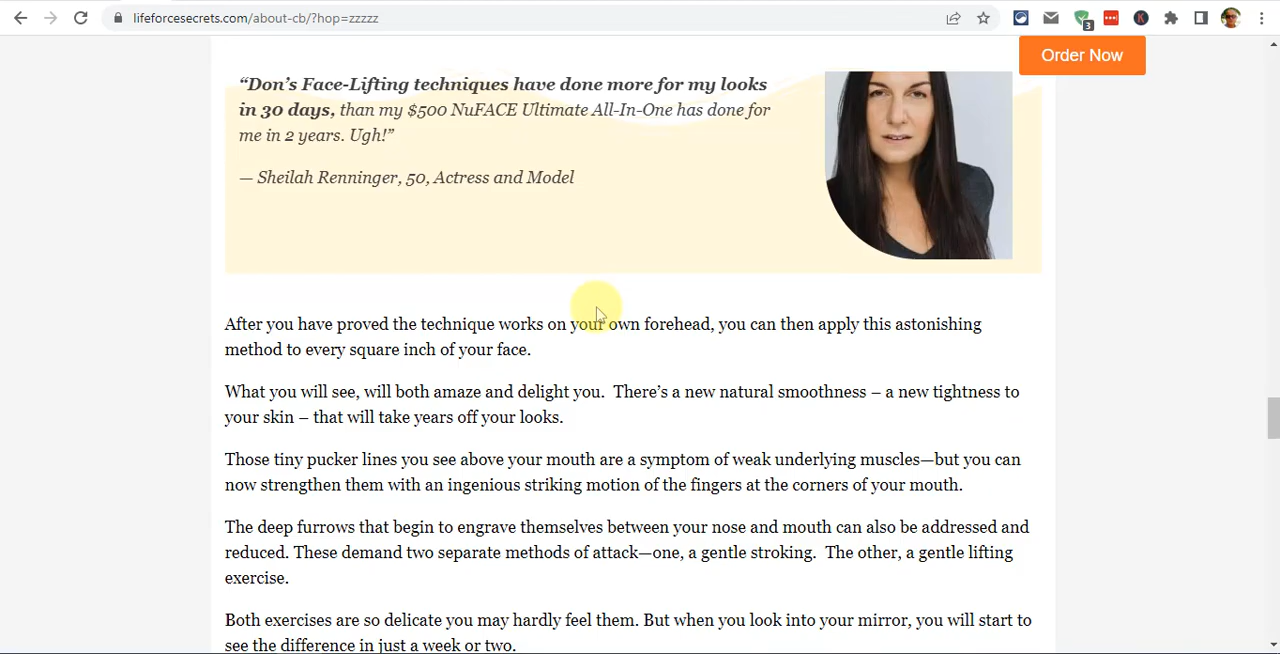 lifeforcesecrets.com/about-cb/?hop=zzzzz
3
K
Order Now
“Don’s Face-Lifting techniques have done more for my looks
in 30 days, than my $500 NuFACE Ultimate All-In-One has done for
me in 2 years. Ugh!”
— Sheilah Renninger, 50, Actress and Model
After you have proved the technique works on your own forehead, you can then apply this astonishing
method to every square inch of your face.
What you will see, will both amaze and delight you.  There’s a new natural smoothness – a new tightness to
your skin – that will take years off your looks.
Those tiny pucker lines you see above your mouth are a symptom of weak underlying muscles—but you can
now strengthen them with an ingenious striking motion of the fingers at the corners of your mouth.
The deep furrows that begin to engrave themselves between your nose and mouth can also be addressed and
reduced. These demand two separate methods of attack—one, a gentle stroking.  The other, a gentle lifting
exercise.
Both exercises are so delicate you may hardly feel them. But when you look into your mirror, you will start to
see the difference in just a week or two.